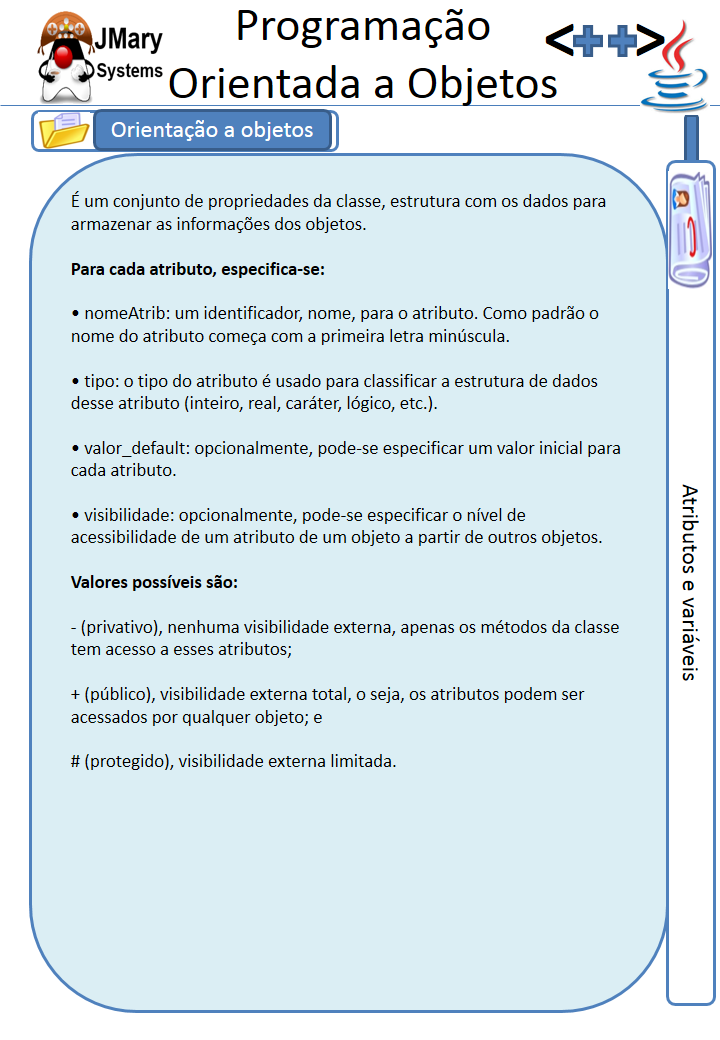 JMary
Systems
Programação
Orientada a Objetos
<++>
Orientação a objetos
É um conjunto de propriedades da classe, estrutura com os dados para
armazenar as informações dos objetos.
Para cada atributo, especifica-se:
• nomeAtrib: um identificador, nome, para o atributo. Como padrão o
nome do atributo começa com a primeira letra minúscula.
• tipo: o tipo do atributo é usado para classificar a estrutura de dados
desse atributo (inteiro, real, caráter, lógico, etc.).
• valor_default: opcionalmente, pode-se especificar um valor inicial para
cada atributo.
• visibilidade: opcionalmente, pode-se especificar o nível de
acessibilidade de um atributo de um objeto a partir de outros objetos.
Valores possíveis são:
- (privativo), nenhuma visibilidade externa, apenas os métodos da classe
tem acesso a esses atributos;
+ (público), visibilidade externa total, o seja, os atributos podem ser
acessados por qualquer objeto; e
# (protegido), visibilidade externa limitada.
Atributos e variáveis